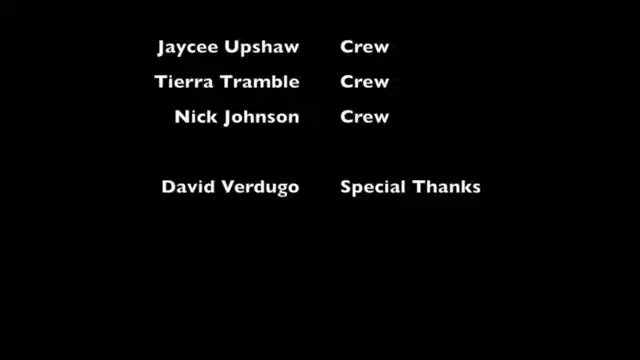 Jaycee Upshaw Crew
Tierra Tramble Crew
Nick Johnson Crew
David Verdugo Special Thanks